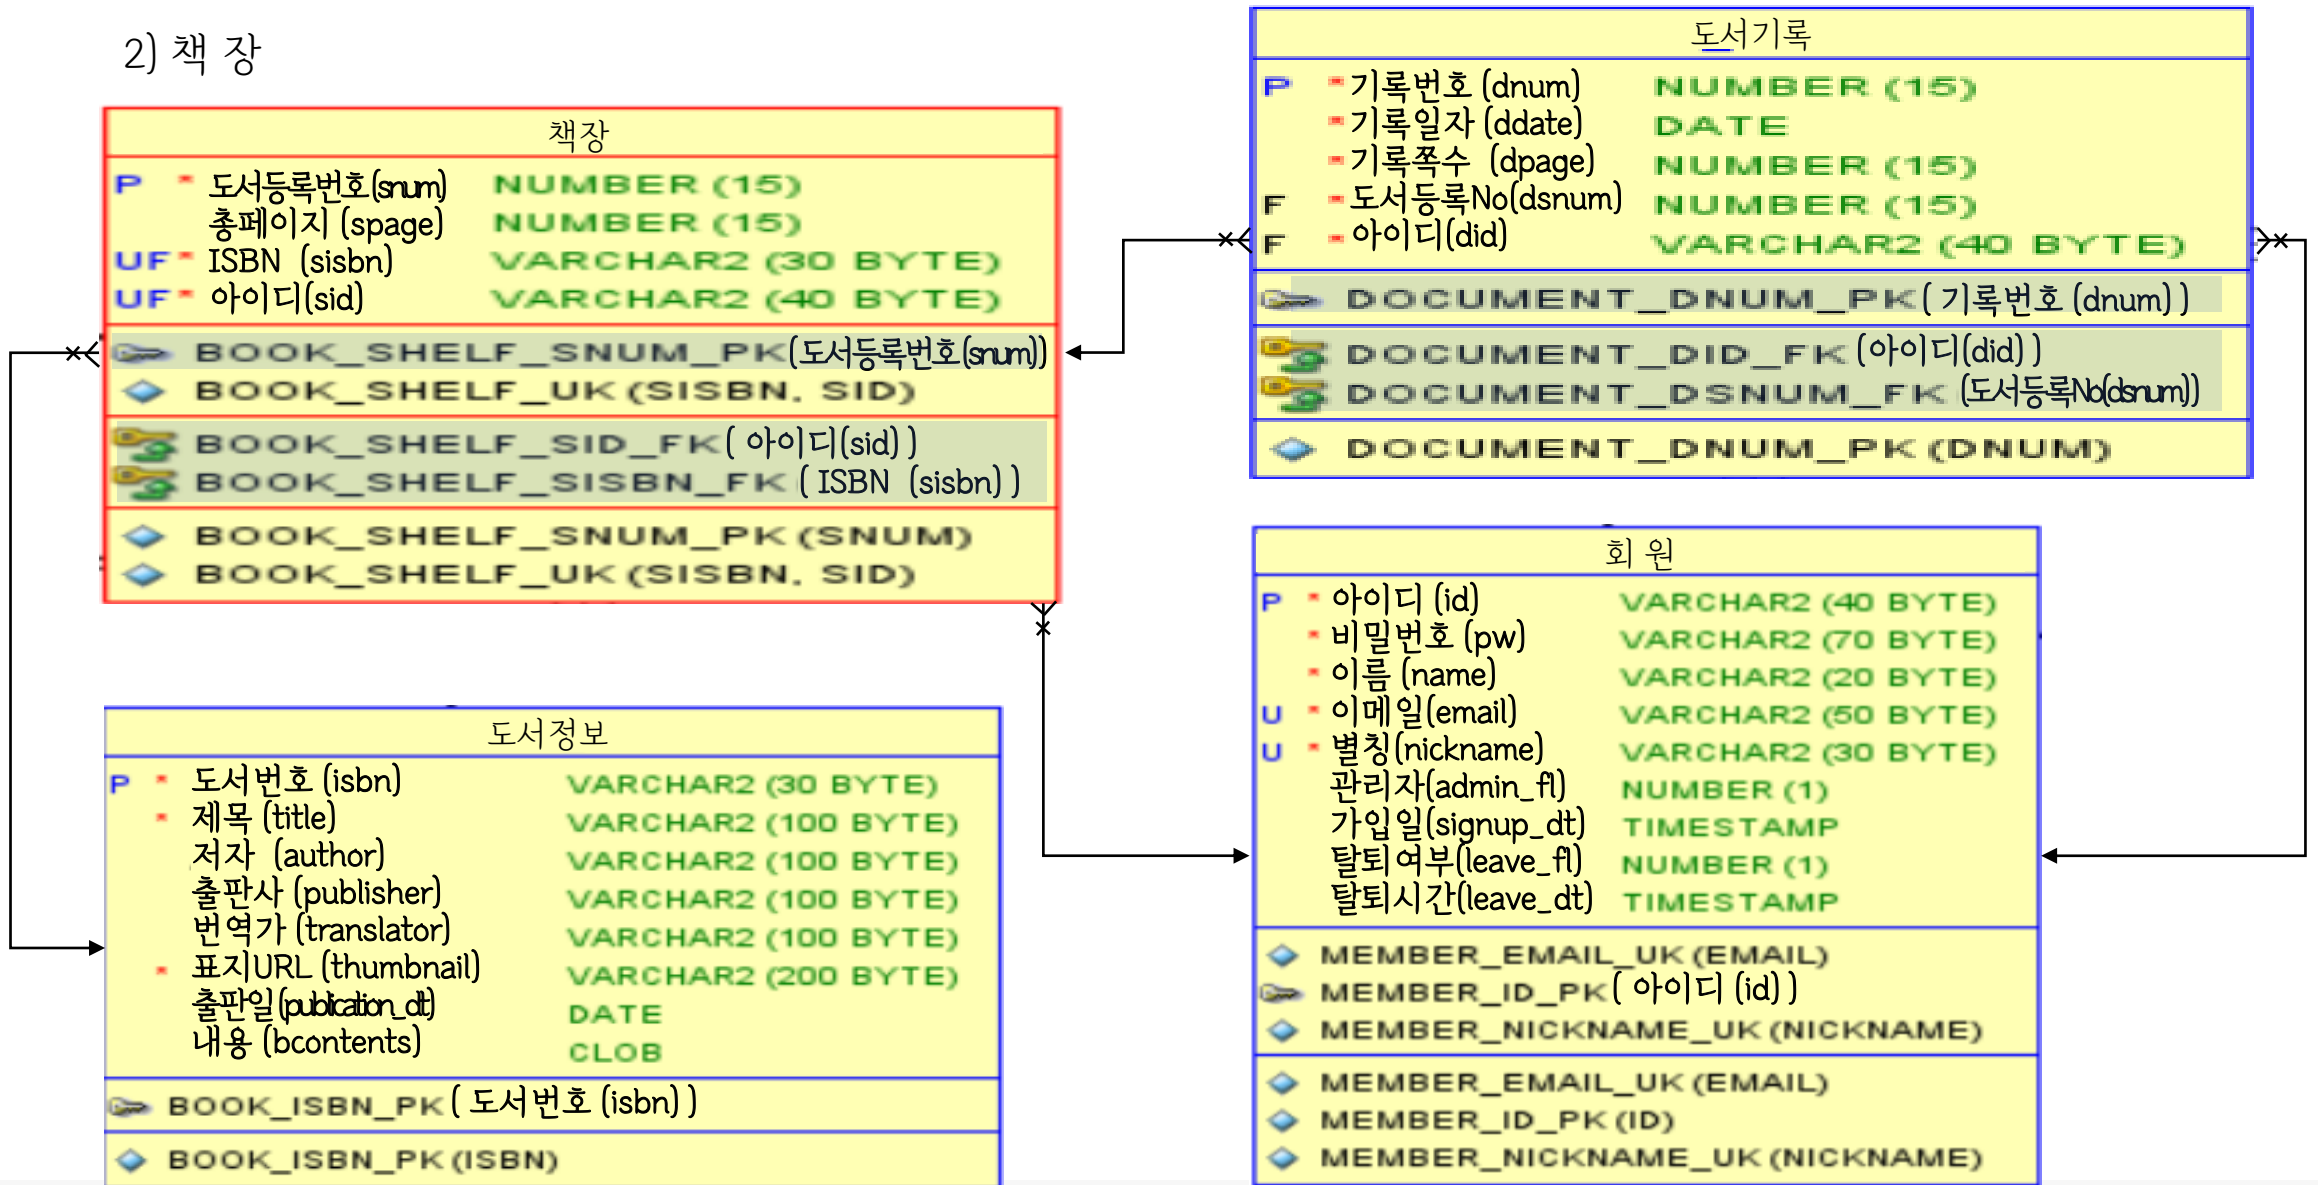 2) 책 장
책장
P * 도서등록번호(snum) NUMBER (15)
총페이지 (spage) NUMBER (15)
UF * ISBN (sisbn) VARCHAR2 (30 BYTE)
UF * 아이디(sid) VARCHAR2 (40 BYTE)
BOOK_SHELF_SNUM_PK(도서등록번호(snum))
BOOK_SHELF_UK (SISBN, SID)
BOOK_SHELF_SID_FK( 아이디(sid) )
BOOK_SHELF_SISBN_FK ( ISBN (sisbn) )
BOOK_SHELF_SNUM_PK (SNUM)
BOOK_SHELF_UK (SISBN, SID)
도서기록
P * 기록번호 (dnum) NUMBER (15)
* 기록일자 (ddate) DATE
* 기록쪽수 (dpage) NUMBER (15)
F * 도서등록No(dsnum) NUMBER (15)
F * 아이디(did) VARCHAR2 (40 BYTE)
DOCUMENT_DNUM_PK ( 기록번호 (dnum) )
DOCUMENT_DID_FK (아이디(did) )
DOCUMENT_DSNUM_FK (도서등록No(dsnum))
DOCUMENT_DNUM_PK (DNUM)
도서정보
P * 도서번호 (isbn) VARCHAR2 (30 BYTE)
* 제목 (title) VARCHAR2 (100 BYTE)
저자 (author) VARCHAR2 (100 BYTE)
출판사 (publisher) VARCHAR2 (100 BYTE)
번역가 (translator) VARCHAR2 (100 BYTE)
* 표지URL (thumbnail) VARCHAR2 (200 BYTE)
출판일(publication_dt) DATE
내용 (bcontents) CLOB
BOOK_ISBN_PK ( 도서번호 (isbn) )
BOOK_ISBN_PK (ISBN)
회 원
P * 아이디 (id) VARCHAR2 (40 BYTE)
* 비밀번호 (pw) VARCHAR2 (70 BYTE)
* 이름 (name) VARCHAR2 (20 BYTE)
U * 이메일(email) VARCHAR2 (50 BYTE)
U * 별칭(nickname) VARCHAR2 (30 BYTE)
관리자(admin_fl) NUMBER (1)
가입일(signup_dt) TIMESTAMP
탈퇴여부(leave_fl) NUMBER (1)
탈퇴시간(leave_dt) TIMESTAMP
MEMBER_EMAIL_UK (EMAIL)
MEMBER_ID_PK ( 아이디 (id) )
MEMBER_NICKNAME_UK (NICKNAME)
MEMBER_EMAIL_UK (EMAIL)
MEMBER_ID_PK (ID)
MEMBER_NICKNAME_UK (NICKNAME)